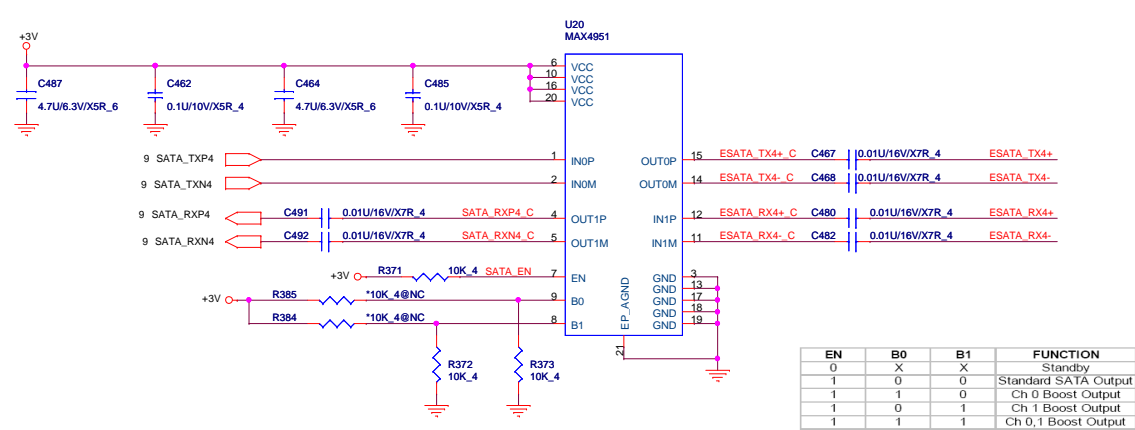 U20
MAX4951
+3V
C487
4.7U/6.3V/X5R_6
C462
0.1U/10V/X5R_4
C464
4.7U/6.3V/X5R_6
C485
0.1U/10V/X5R_4
6 VCC
10 VCC
16 VCC
20 VCC
9 SATA_TXP4 1 IN0P OUT0P 15 ESATA_TX4+_C C467 0.01U/16V/X7R_4 ESATA_TX4+
9 SATA_TXN4 2 IN0M OUT0M 14 ESATA_TX4-_C C468 0.01U/16V/X7R_4 ESATA_TX4-
9 SATA_RXP4 C491 0.01U/16V/X7R_4 SATA_RXP4_C 4 OUT1P IN1P 12 ESATA_RX4+_C C480 0.01U/16V/X7R_4 ESATA_RX4+
9 SATA_RXN4 C492 0.01U/16V/X7R_4 SATA_RXN4_C 5 OUT1M IN1M 11 ESATA_RX4-_C C482 0.01U/16V/X7R_4 ESATA_RX4-
+3V R371 10K_4 SATA_EN 7 EN GND 3
GND 13
+3V R385 *10K_4@NC 9 B0 GND 17
GND 18
R384 *10K_4@NC 8 B1 GND 19
EP_AGND
21
R372
10K_4
R373
10K_4
EN B0 B1 FUNCTION
0 X X Standby
1 0 0 Standard SATA Output
1 1 0 Ch 0 Boost Output
1 0 1 Ch 1 Boost Output
1 1 1 Ch 0,1 Boost Output